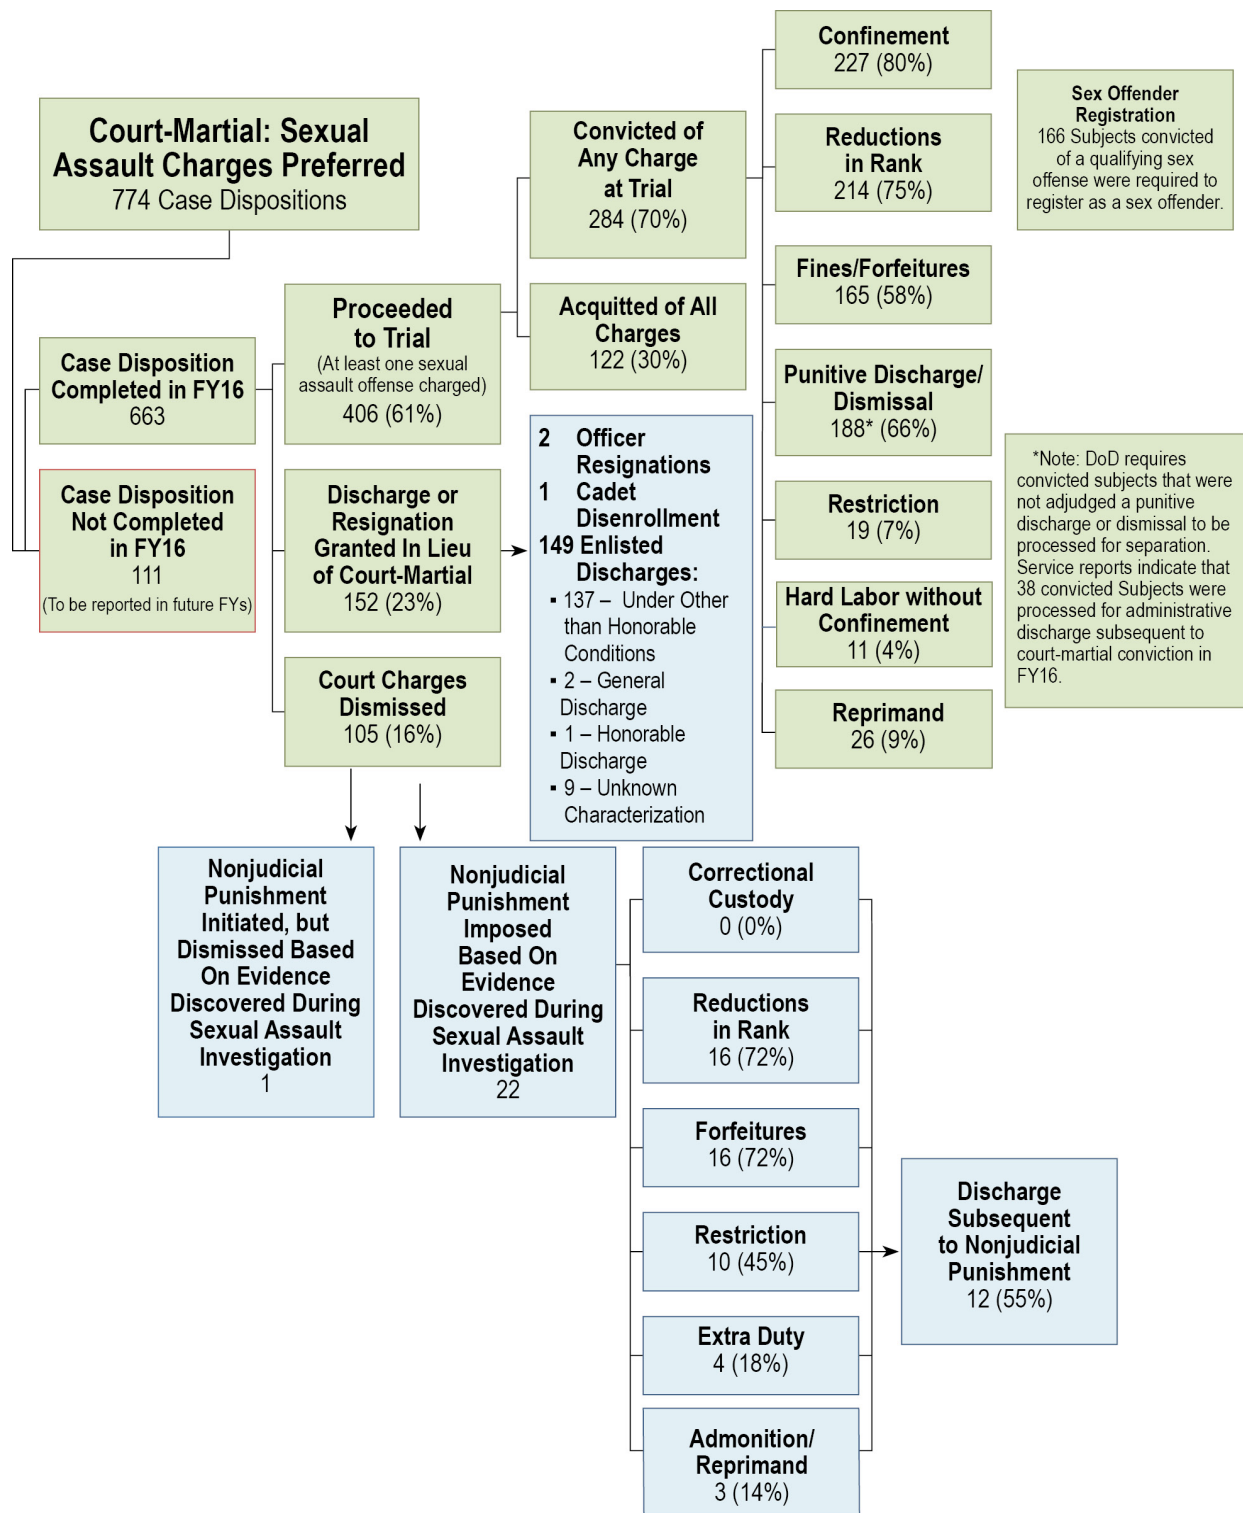 Court-Martial: Sexual
Assault Charges Preferred
774 Case Dispositions
Case Disposition
Completed in FY16
663
Case Disposition
Not Completed
in FY16
111
(To be reported in future FYs)
Proceeded
to Trial
(At least one sexual
assault offense charged)
406 (61%)
Discharge or
Resignation
Granted In Lieu
of Court-Martial
152 (23%)
Court Charges
Dismissed
105 (16%)
Convicted of
Any Charge
at Trial
284 (70%)
Acquitted of All
Charges
122 (30%)
2 Officer
Resignations
1 Cadet
Disenrollment
149 Enlisted
Discharges:
▪ 137 – Under Other
than Honorable
Conditions
▪ 2 – General
Discharge
▪ 1 – Honorable
Discharge
▪ 9 – Unknown
Characterization
Confinement
227 (80%)
Reductions
in Rank
214 (75%)
Fines/Forfeitures
165 (58%)
Punitive Discharge/
Dismissal
188* (66%)
Restriction
19 (7%)
Hard Labor without
Confinement
11 (4%)
Reprimand
26 (9%)
Sex Offender
Registration
166 Subjects convicted
of a qualifying sex
offense were required to
register as a sex offender.
*Note: DoD requires
convicted subjects that were
not adjudged a punitive
discharge or dismissal to be
processed for separation.
Service reports indicate that
38 convicted Subjects were
processed for administrative
discharge subsequent to
court-martial conviction in
FY16.
Nonjudicial
Punishment
Initiated, but
Dismissed Based
On Evidence
Discovered During
Sexual Assault
Investigation
1
Nonjudicial
Punishment
Imposed
Based On
Evidence
Discovered During
Sexual Assault
Investigation
22
Correctional
Custody
0 (0%)
Reductions
in Rank
16 (72%)
Forfeitures
16 (72%)
Restriction
10 (45%)
Extra Duty
4 (18%)
Admonition/
Reprimand
3 (14%)
Discharge
Subsequent
to Nonjudicial
Punishment
12 (55%)